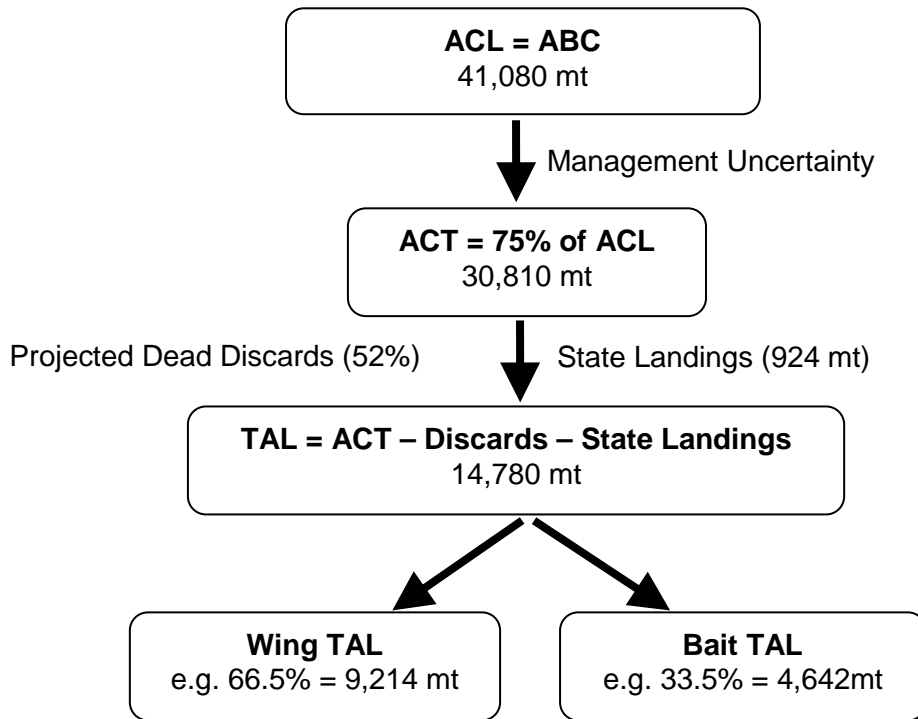 ACL = ABC
41,080 mt
Management Uncertainty
ACT = 75% of ACL
30,810 mt
Projected Dead Discards (52%)
State Landings (924 mt)
TAL = ACT – Discards – State Landings
14,780 mt
Wing TAL
e.g. 66.5% = 9,214 mt
Bait TAL
e.g. 33.5% = 4,642mt